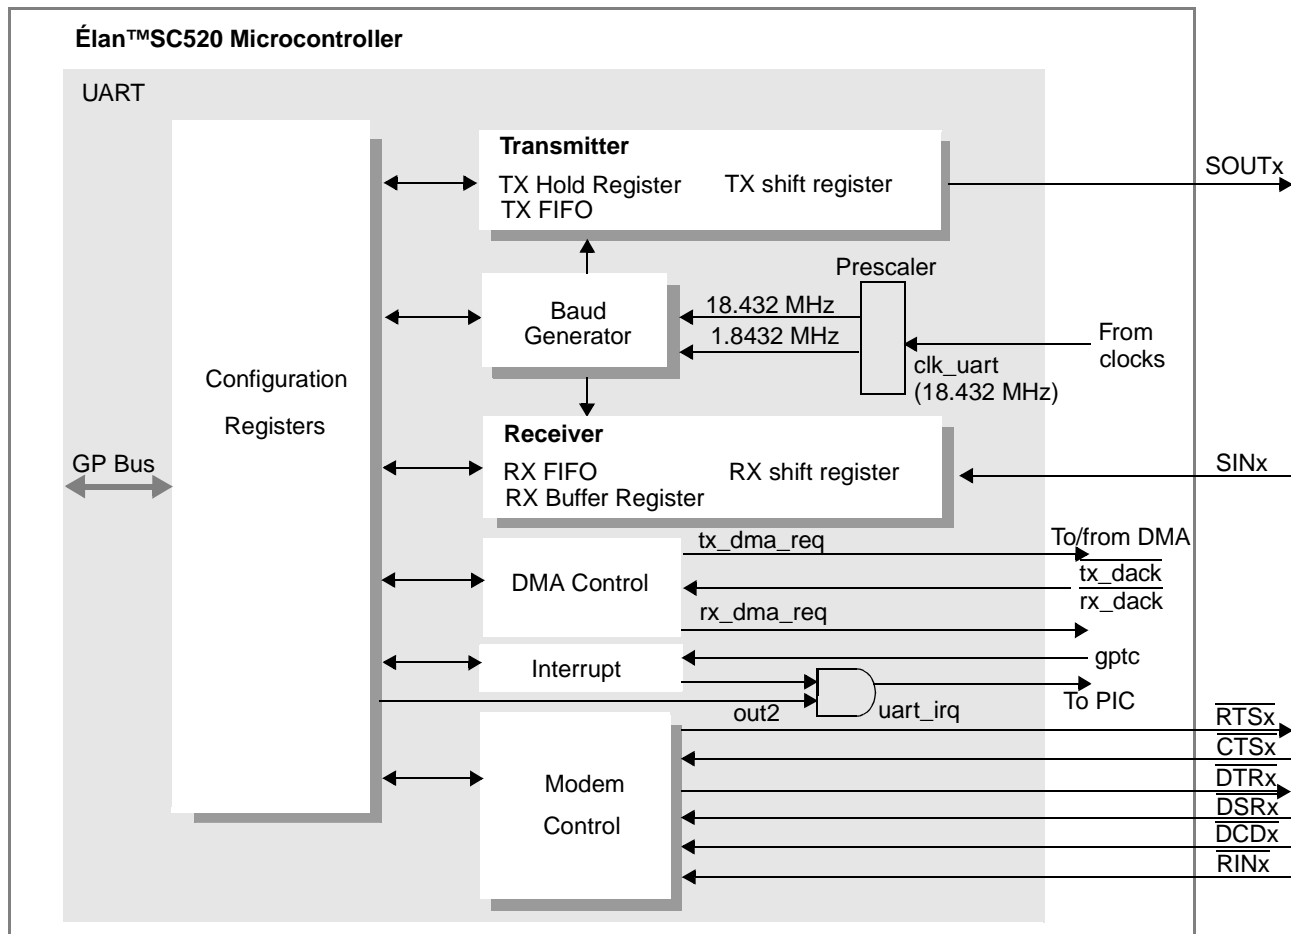 Élan™SC520 Microcontroller
UART
Transmitter
TX Hold Register
TX shift register
TX FIFO
SOUTx
Prescaler
Baud
Generator
18.432 MHz
1.8432 MHz
From
clocks
clk_uart
(18.432 MHz)
Configuration
Registers
GP Bus
Receiver
RX FIFO
RX shift register
RX Buffer Register
SINx
DMA Control
tx_dma_req
To/from DMA
tx_dack
rx_dack
rx_dma_req
Interrupt
gptc
out2
uart_irq
To PIC
Modem
Control
RTSx
CTSx
DTRx
DSRx
DCDx
RINx